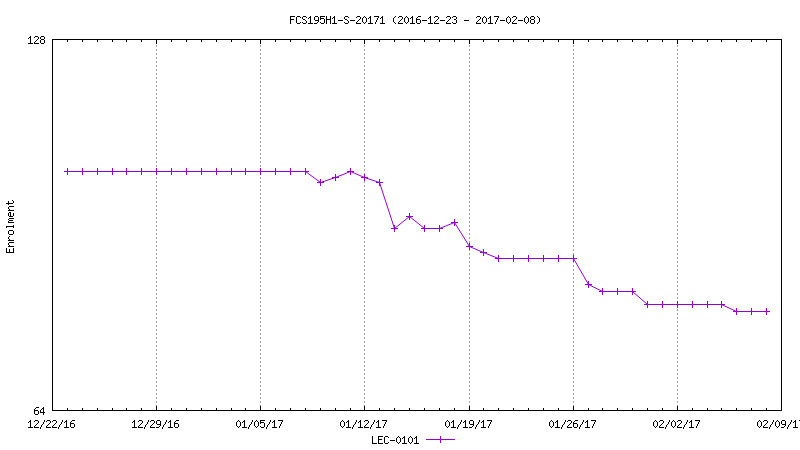 FCS195H1-S-20171 (2016-12-23 - 2017-02-08)
128
Enrolment
64
12/22/16 12/29/16 01/05/17 01/12/17 01/19/17 01/26/17 02/02/17 02/09/1
LEC-0101